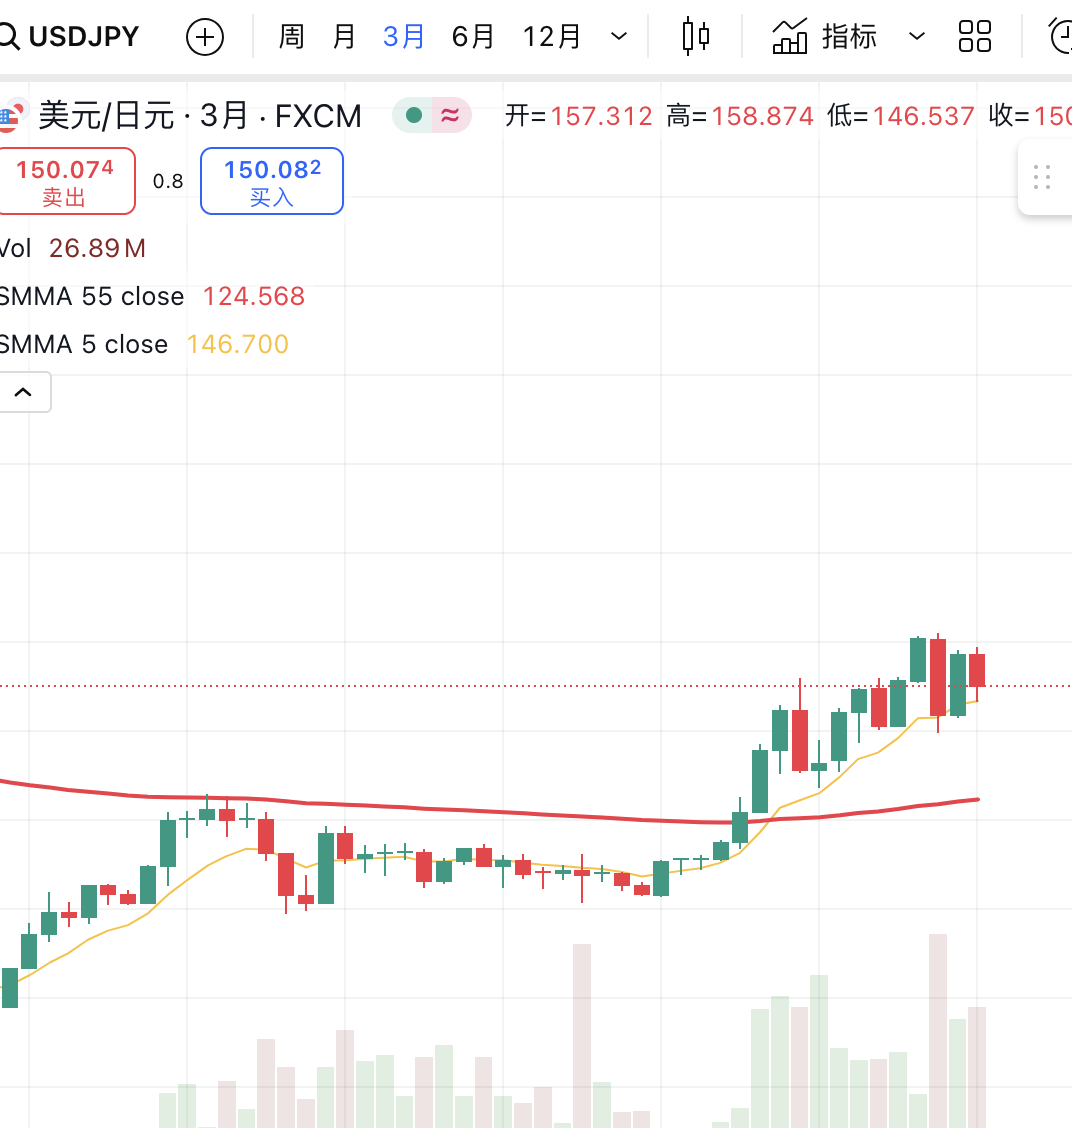 USDJPY 周 月 3月 6月 12月 指标
美元/日元 · 3月 · FXCM 开=157.312 高=158.874 低=146.537 收=150
150.074 0.8 150.082
卖出 买入
Vol 26.89M
SMMA 55 close 124.568
SMMA 5 close 146.700